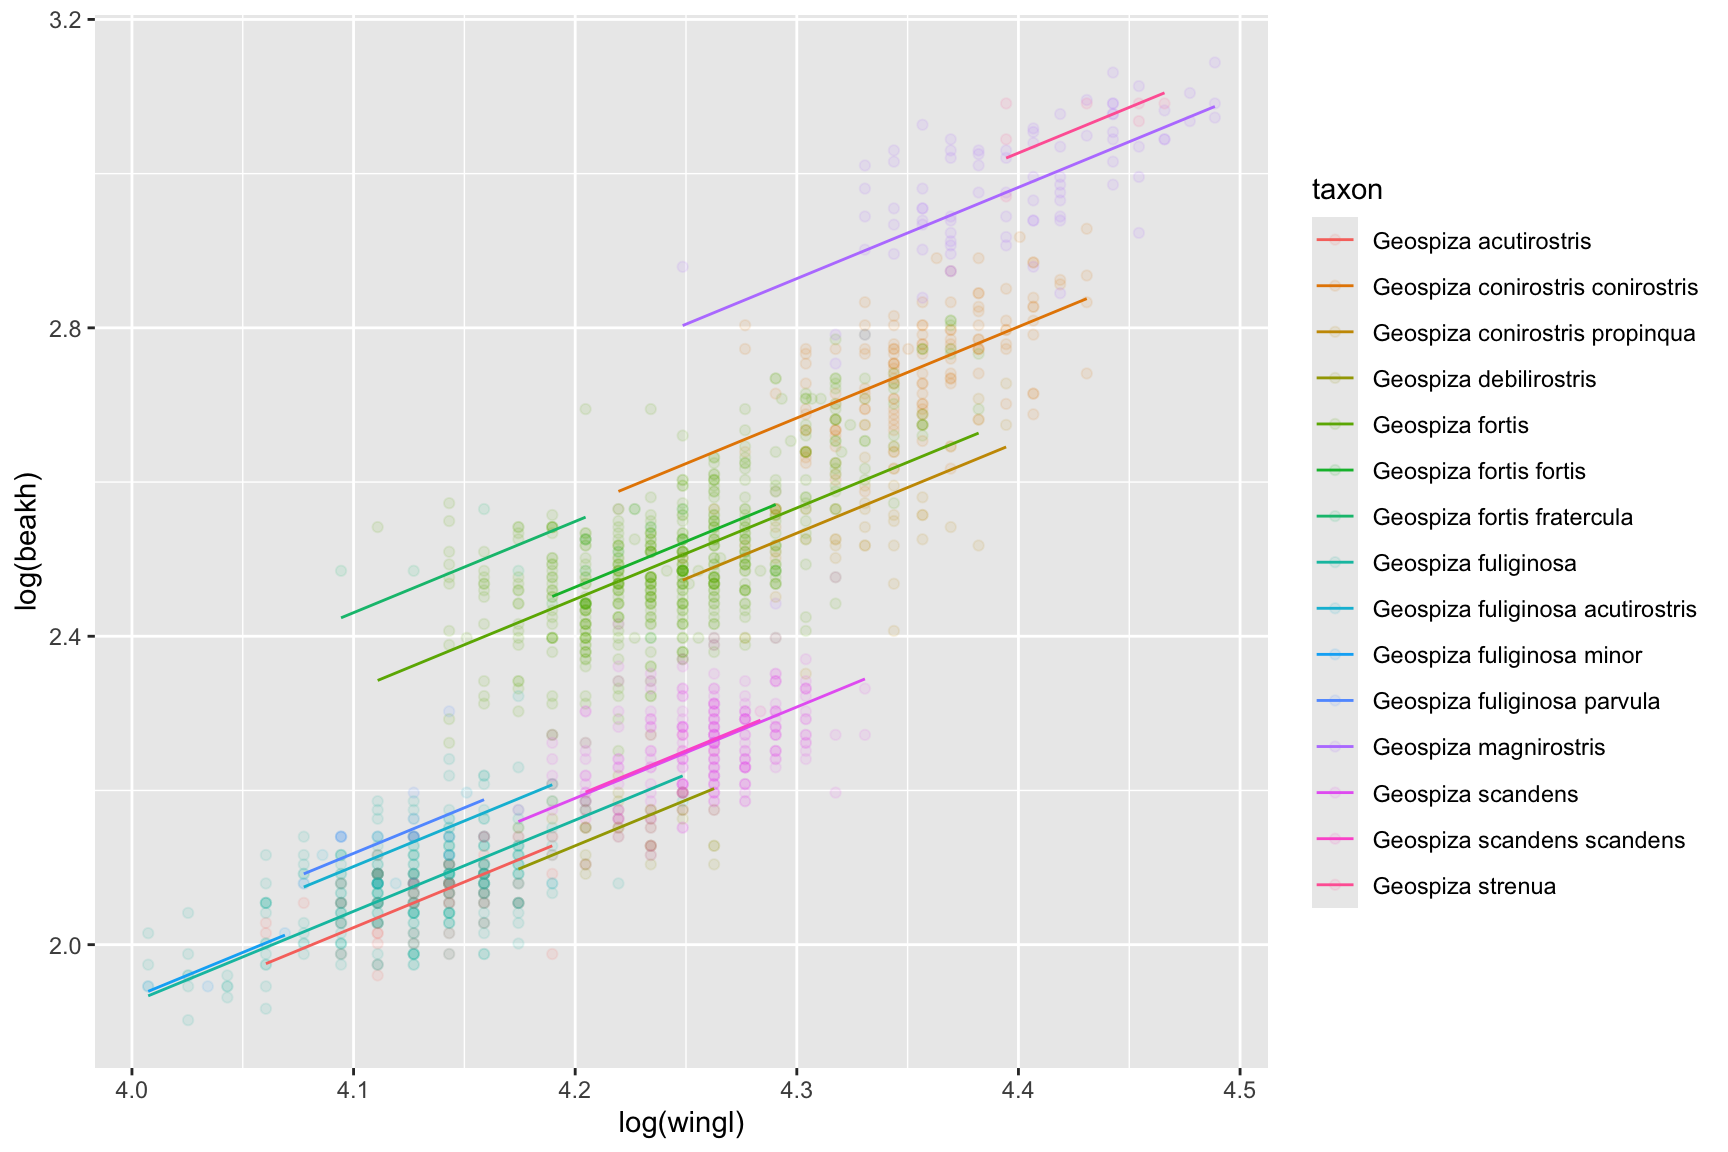 3.2
2.8
2.4
2.0
log(beakh)
4.0 4.1 4.2 4.3 4.4 4.5
log(wingl)
taxon
Geospiza acutirostris
Geospiza conirostris conirostris
Geospiza conirostris propinqua
Geospiza debilirostris
Geospiza fortis
Geospiza fortis fortis
Geospiza fortis fratercula
Geospiza fuliginosa
Geospiza fuliginosa acutirostris
Geospiza fuliginosa minor
Geospiza fuliginosa parvula
Geospiza magnirostris
Geospiza scandens
Geospiza scandens scandens
Geospiza strenua